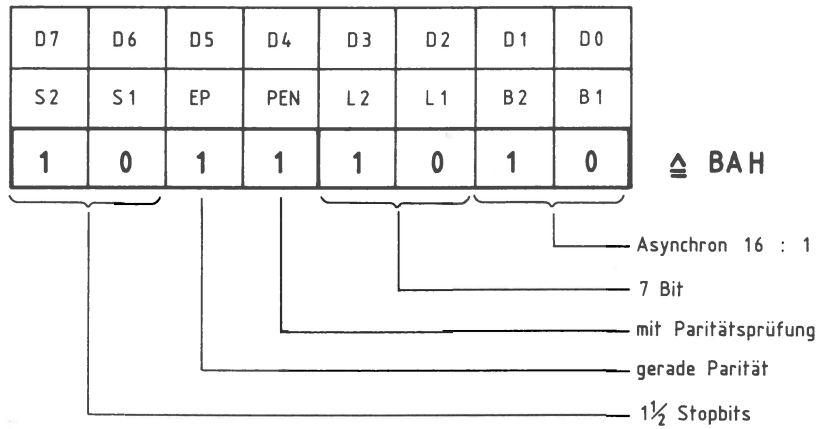 D7 D6 D5 D4 D3 D2 D1 D0
S2 S1 EP PEN L2 L1 B2 B1
1 0 1 1 1 0 1 0 ≙ BAH
Asynchron 16 : 1
7 Bit
mit Paritätsprüfung
gerade Parität
1½ Stopbits